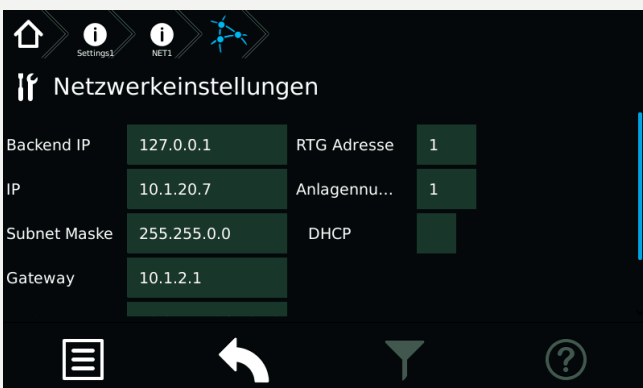 Settings1
NET1
Netzwerkeinstellungen
Backend IP 127.0.0.1 RTG Adresse 1
IP 10.1.20.7 Anlagennu... 1
Subnet Maske 255.255.0.0 DHCP
Gateway 10.1.2.1